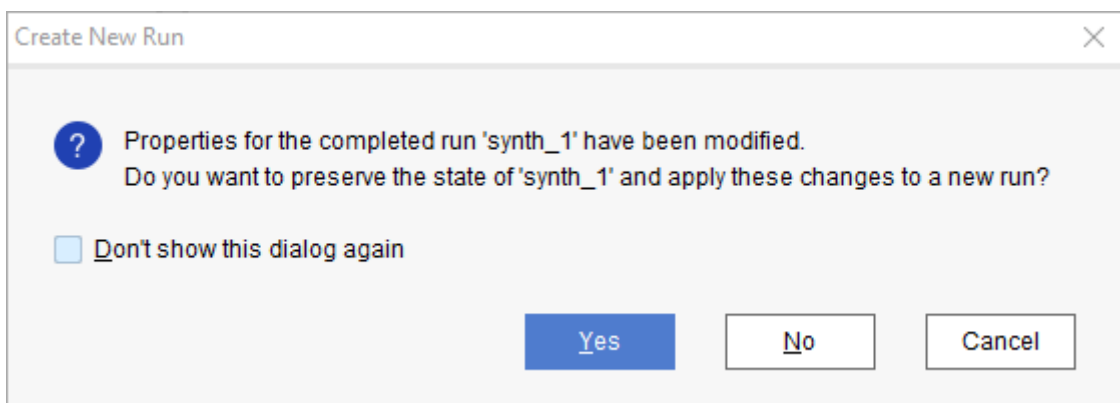 Create New Run
?
Properties for the completed run 'synth_1' have been modified.
Do you want to preserve the state of 'synth_1' and apply these changes to a new run?
Don't show this dialog again
Yes
No
Cancel